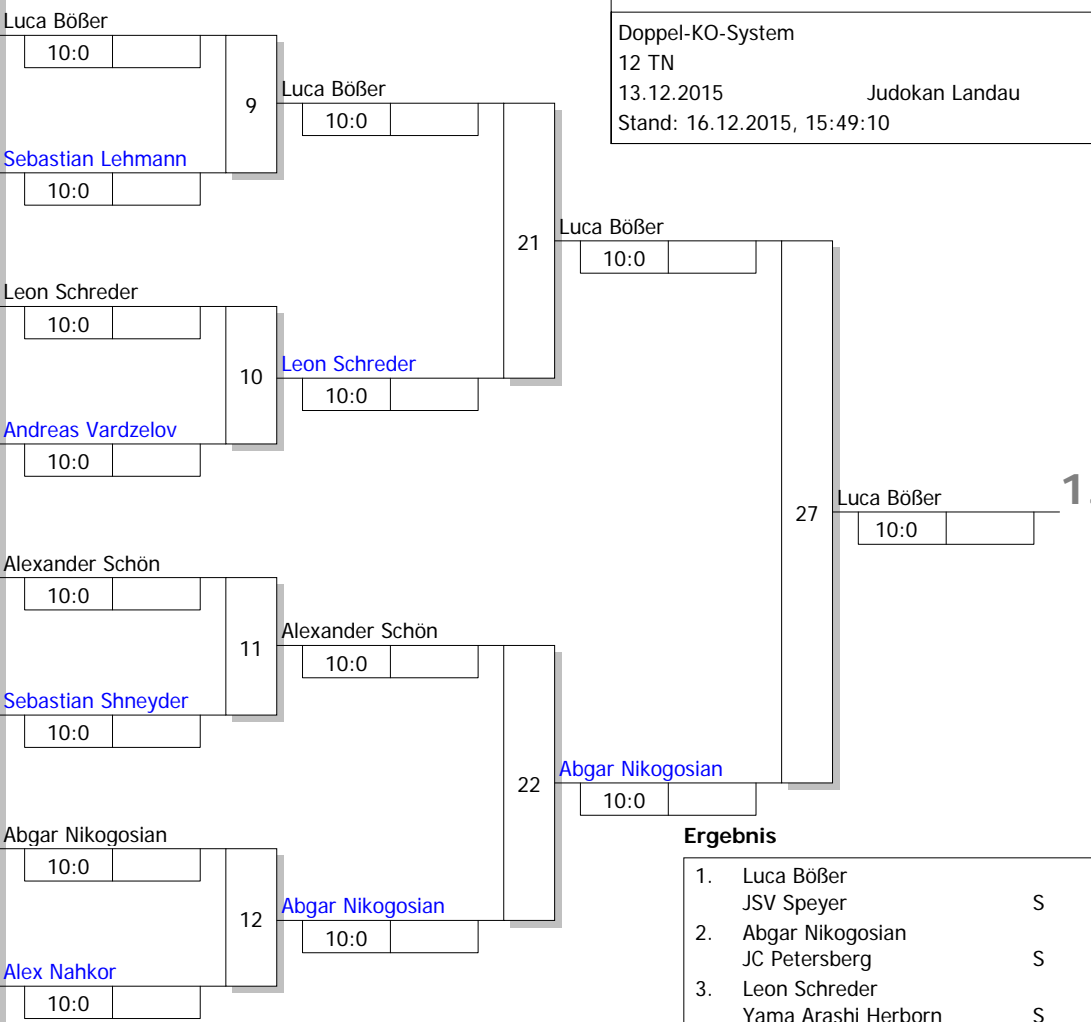 Luca Bößer
10:0
9
Sebastian Lehmann
10:0
Leon Schreder
10:0
10
Andreas Vardzelov
10:0
Alexander Schön
10:0
11
Sebastian Shneyder
10:0
Abgar Nikogosian
10:0
12
Alex Nahkor
10:0
Luca Bößer
10:0
21
Leon Schreder
10:0
Alexander Schön
10:0
22
Abgar Nikogosian
10:0
Luca Bößer
10:0
27
Abgar Nikogosian
10:0
Luca Bößer
10:0
1.
Doppel-KO-System
12 TN
13.12.2015 Judokan Landau
Stand: 16.12.2015, 15:49:10
Ergebnis
1. Luca Bößer
JSV Speyer S
2. Abgar Nikogosian
JC Petersberg S
3. Leon Schreder
Yama Arashi Herborn S